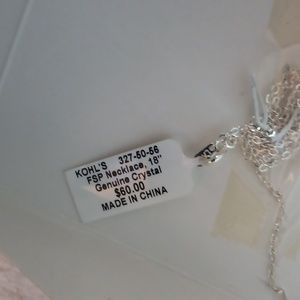 KOHL'S 327-50-56
FSP Necklace, 18"
Genuine Crystal
$60.00
MADE IN CHINA